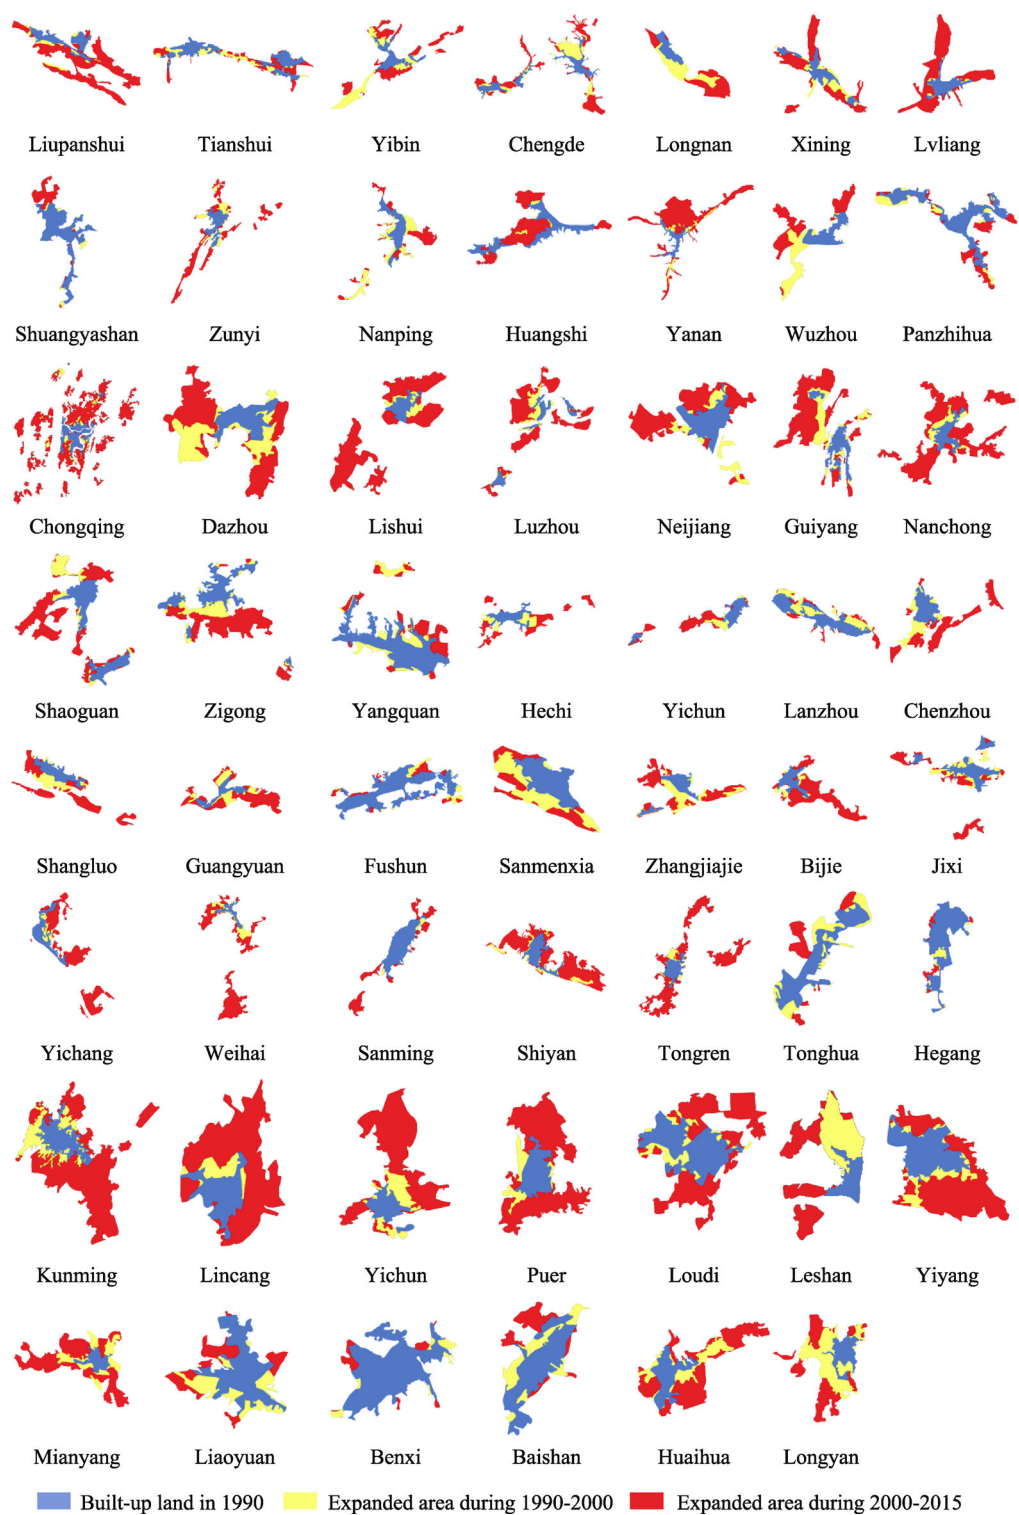 Liupanshui Tianshui Yibin Chengde Longnan Xining Lvliang
Shuangyashan Zunyi Nanping Huangshi Yanan Wuzhou Panzhihua
Chongqing Dazhou Lishui Luzhou Neijiang Guiyang Nanchong
Shaoguan Zigong Yangquan Hechi Yichun Lanzhou Chenzhou
Shangluo Guangyuan Fushun Sanmenxia Zhangjiajie Bijie Jixi
Yichang Weihai Sanming Shiyan Tongren Tonghua Hegang
Kunming Lincang Yichun Puer Loudi Leshan Yiyang
Mianyang Liaoyuan Benxi Baishan Huaihua Longyan
Built-up land in 1990 Expanded area during 1990-2000 Expanded area during 2000-2015